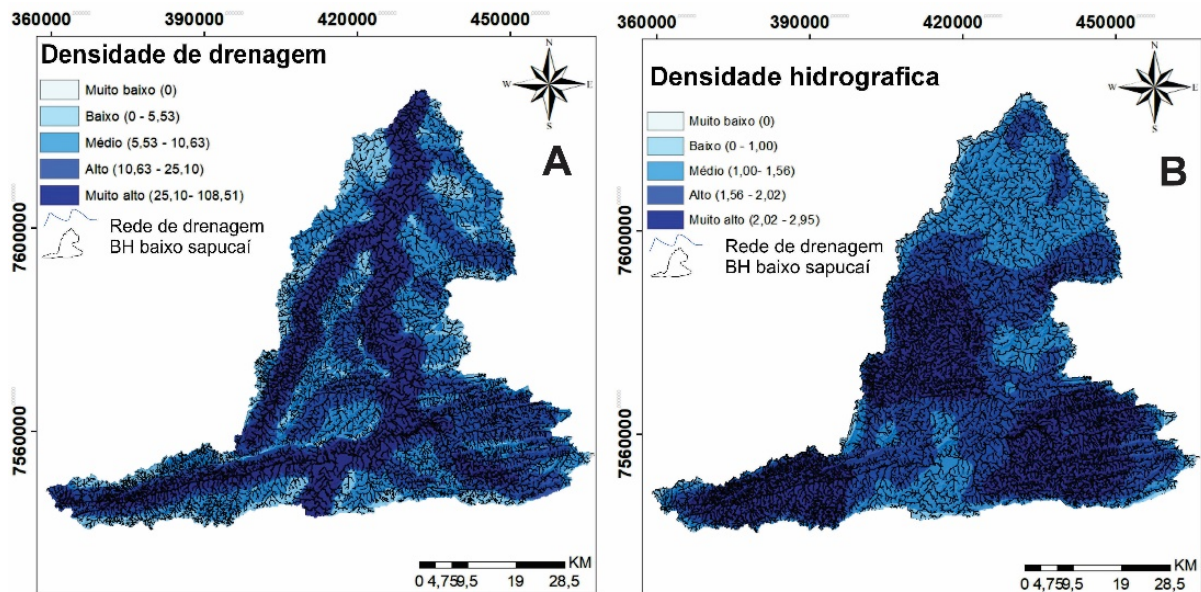 360000 390000 420000 450000
Densidade de drenagem
Muito baixo (0)
Baixo (0 - 5,53)
Médio (5,53 - 10,63)
Alto (10,63 - 25,10)
Muito alto (25,10- 108,51)
Rede de drenagem
BH baixo sapucaí
N
W E
S
A
7600000
7560000
KM
0 4,759,5 19 28,5
360000 390000 420000 450000
Densidade hidrografica
Muito baixo (0)
Baixo (0 - 1,00)
Médio (1,00- 1,56)
Alto (1,56 - 2,02)
Muito alto (2,02 - 2,95)
Rede de drenagem
BH baixo sapucaí
N
W E
S
B
7600000
7560000
KM
0 4,759,5 19 28,5